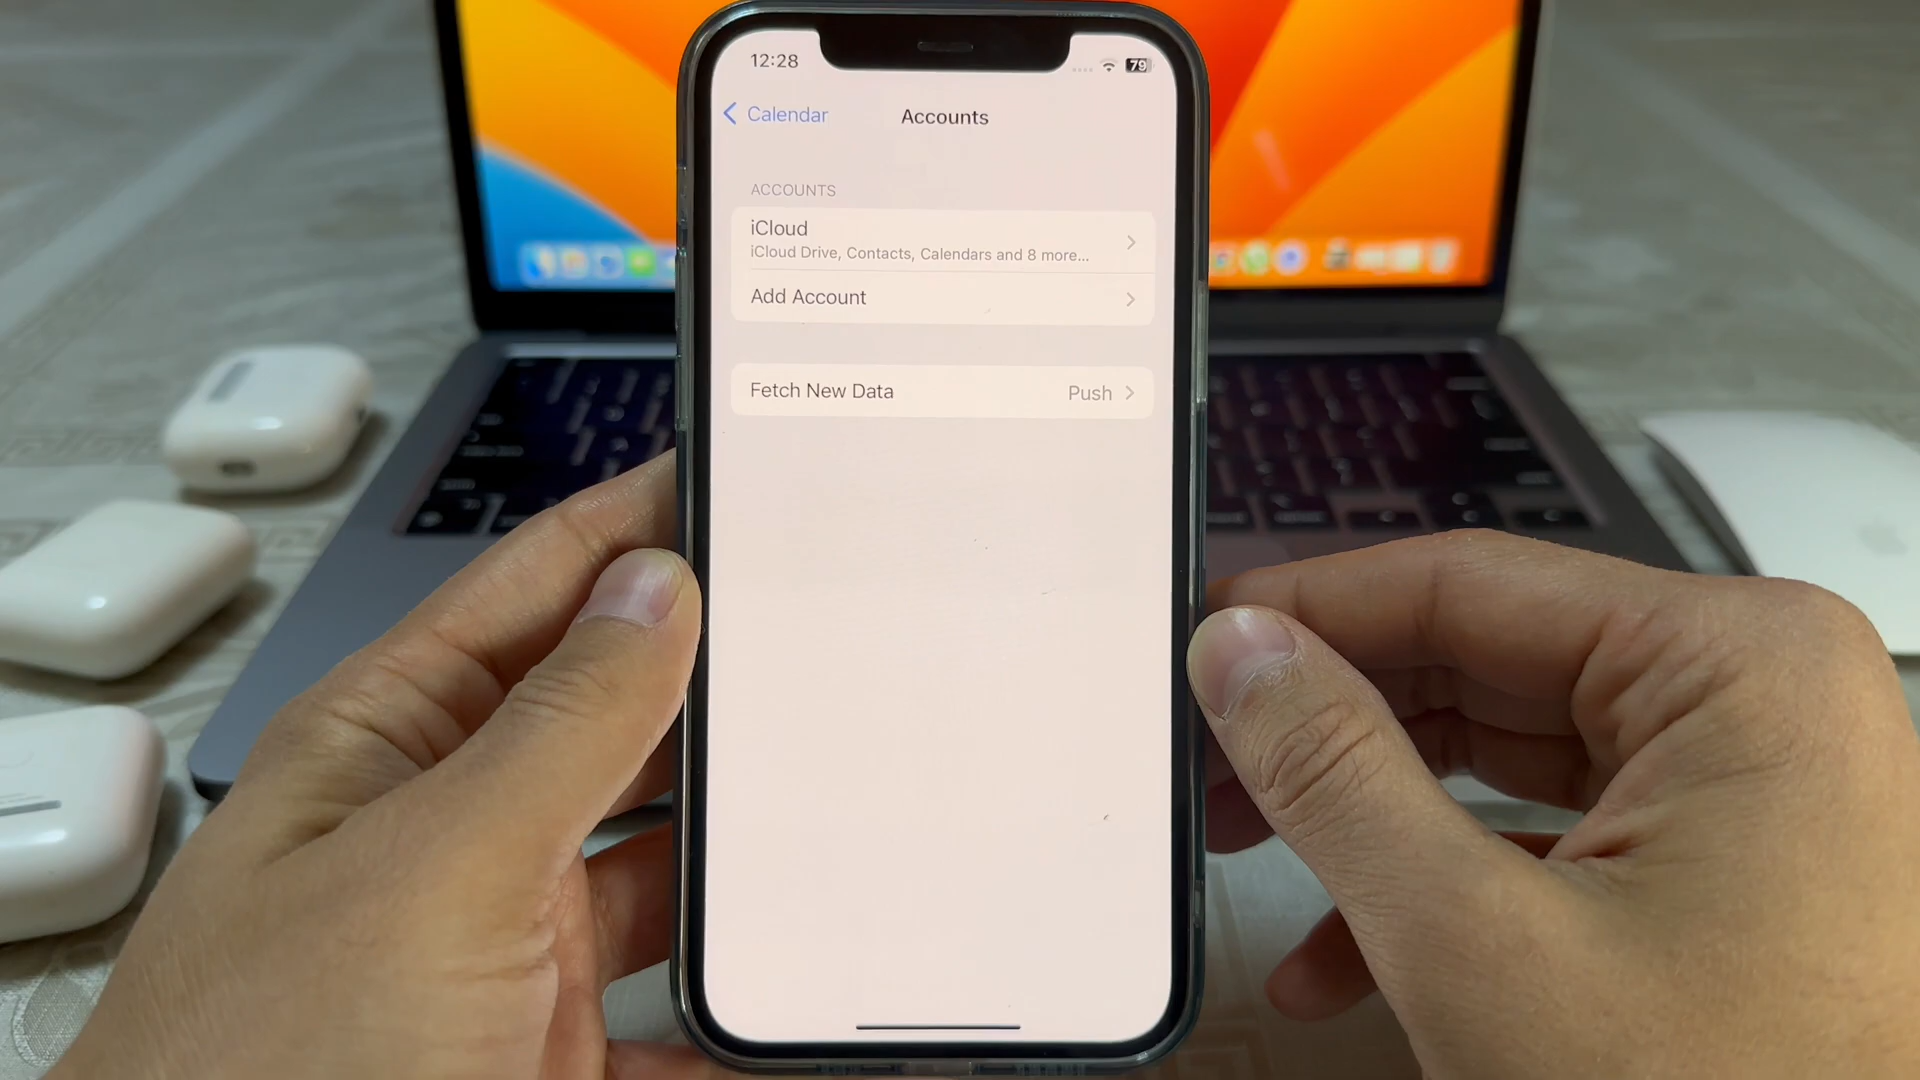 12:28
79
Calendar
Accounts
ACCOUNTS
iCloud
iCloud Drive, Contacts, Calendars and 8 more...
Add Account
Fetch New Data
Push